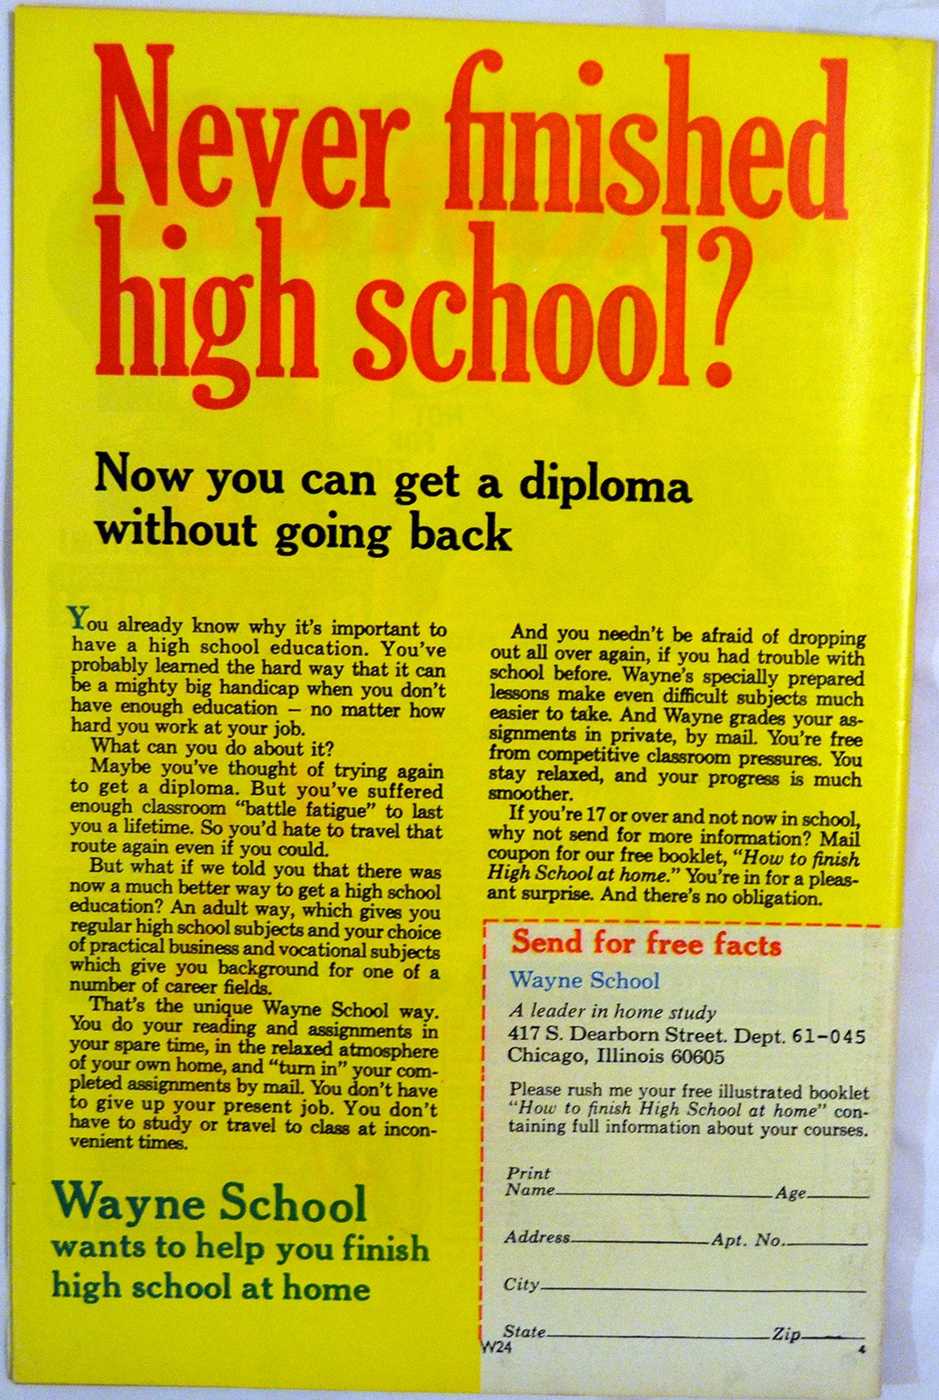 Never finished
high school?
Now you can get a diploma
without going back
You already know why it's important to
have a high school education. You've
probably learned the hard way that it can
be a mighty big handicap when you don't
have enough education — no matter how
hard you work at your job.
What can you do about it?
Maybe you've thought of trying again
to get a diploma. But you've suffered
enough classroom "battle fatigue" to last
you a lifetime. So you'd hate to travel that
route again even if you could.
But what if we told you that there was
now a much better way to get a high school
education? An adult way, which gives you
regular high school subjects and your choice
of practical business and vocational subjects
which give you background for one of a
number of career fields.
That's the unique Wayne School way.
You do your reading and assignments in
your spare time, in the relaxed atmosphere
of your own home, and "turn in" your com-
pleted assignments by mail. You don't have
to give up your present job. You don't
have to study or travel to class at incon-
venient times.
Wayne School
wants to help you finish
high school at home
And you needn't be afraid of dropping
out all over again, if you had trouble with
school before. Wayne's specially prepared
lessons make even difficult subjects much
easier to take. And Wayne grades your as-
signments in private, by mail. You're free
from competitive classroom pressures. You
stay relaxed, and your progress is much
smoother.
If you're 17 or over and not now in school,
why not send for more information? Mail
coupon for our free booklet, "How to finish
High School at home." You're in for a pleas-
ant surprise. And there's no obligation.
Send for free facts
Wayne School
A leader in home study
417 S. Dearborn Street. Dept. 61-045
Chicago, Illinois 60605
Please rush me your free illustrated booklet
"How to finish High School at home" con-
taining full information about your courses.
Print
Name Age
Address Apt. No.
City
State Zip
W24 4